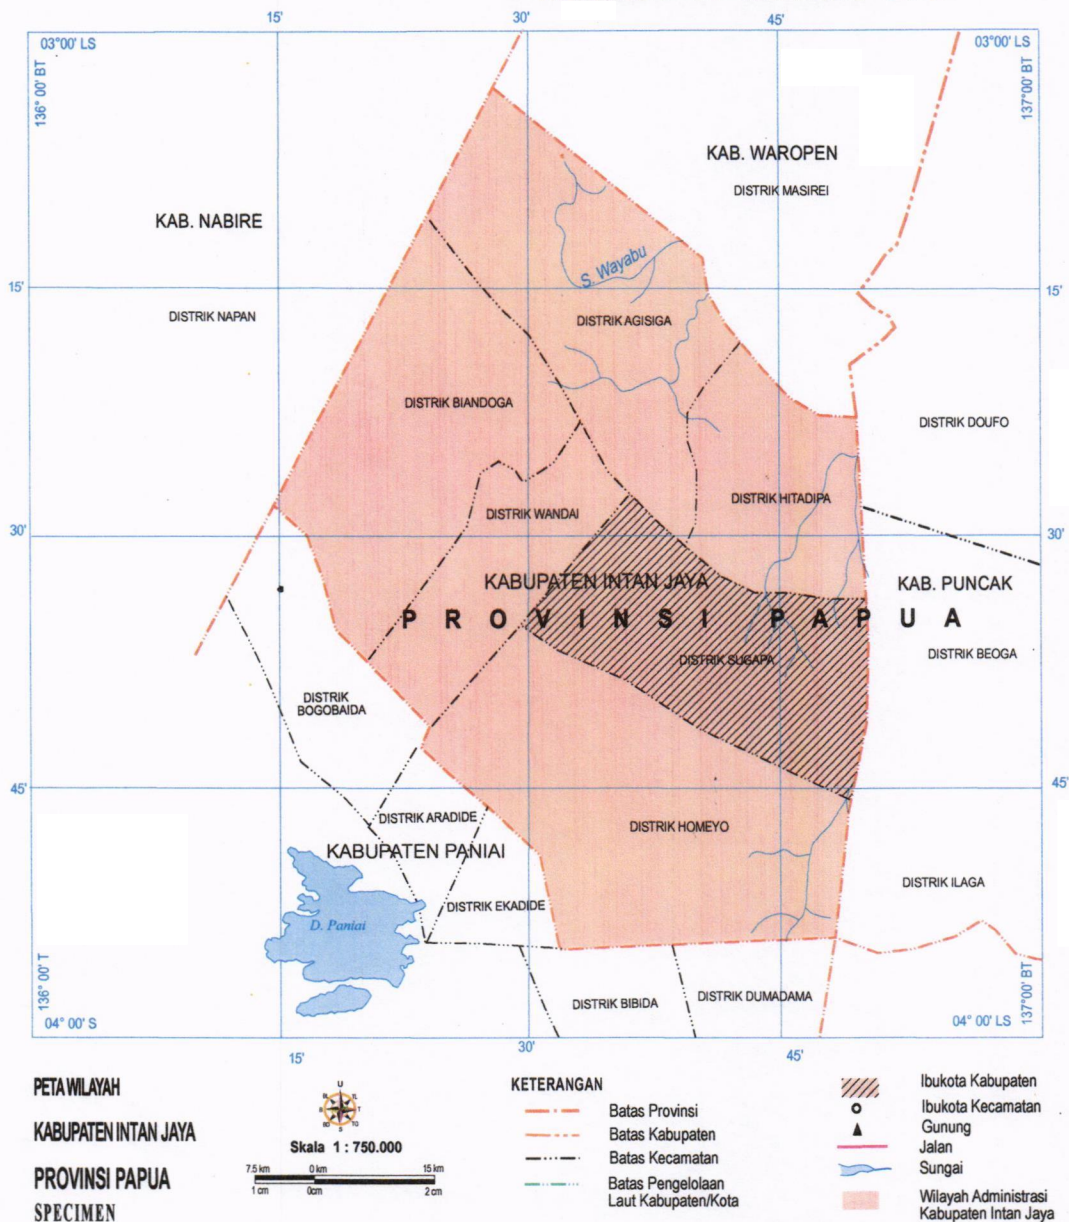 15'
30'
45'
03°00' LS
03°00' LS
136° 00' BT
137°00' BT
KAB. WAROPEN
DISTRIK MASIREI
KAB. NABIRE
S. Wayabu
15'
15'
DISTRIK NAPAN
DISTRIK AGISIGA
DISTRIK BIANDOGA
DISTRIK DOUFO
DISTRIK HITADIPA
DISTRIK WANDAI
30'
30'
KABUPATEN INTAN JAYA
KAB. PUNCAK
PROVINSI PAPUA
DISTRIK SUGAPA
DISTRIK BEOGA
DISTRIK
BOGOBAIDA
45'
45'
DISTRIK ARADIDE
DISTRIK HOMEYO
KABUPATEN PANIAI
DISTRIK ILAGA
DISTRIK EKADIDE
D. Paniai
136° 00' T
137°00' BT
DISTRIK BIBIDA
DISTRIK DUMADAMA
04° 00' S
04° 00' LS
15'
30'
45'
PETA WILAYAH
KABUPATEN INTAN JAYA
PROVINSI PAPUA
SPECIMEN
U
T
S
Skala 1 : 750.000
7.5 km 0 km 15 km
1 cm 0cm 2 cm
KETERANGAN
Batas Provinsi
Batas Kabupaten
Batas Kecamatan
Batas Pengelolaan
Laut Kabupaten/Kota
Ibukota Kabupaten
Ibukota Kecamatan
Gunung
Jalan
Sungai
Wilayah Administrasi
Kabupaten Intan Jaya